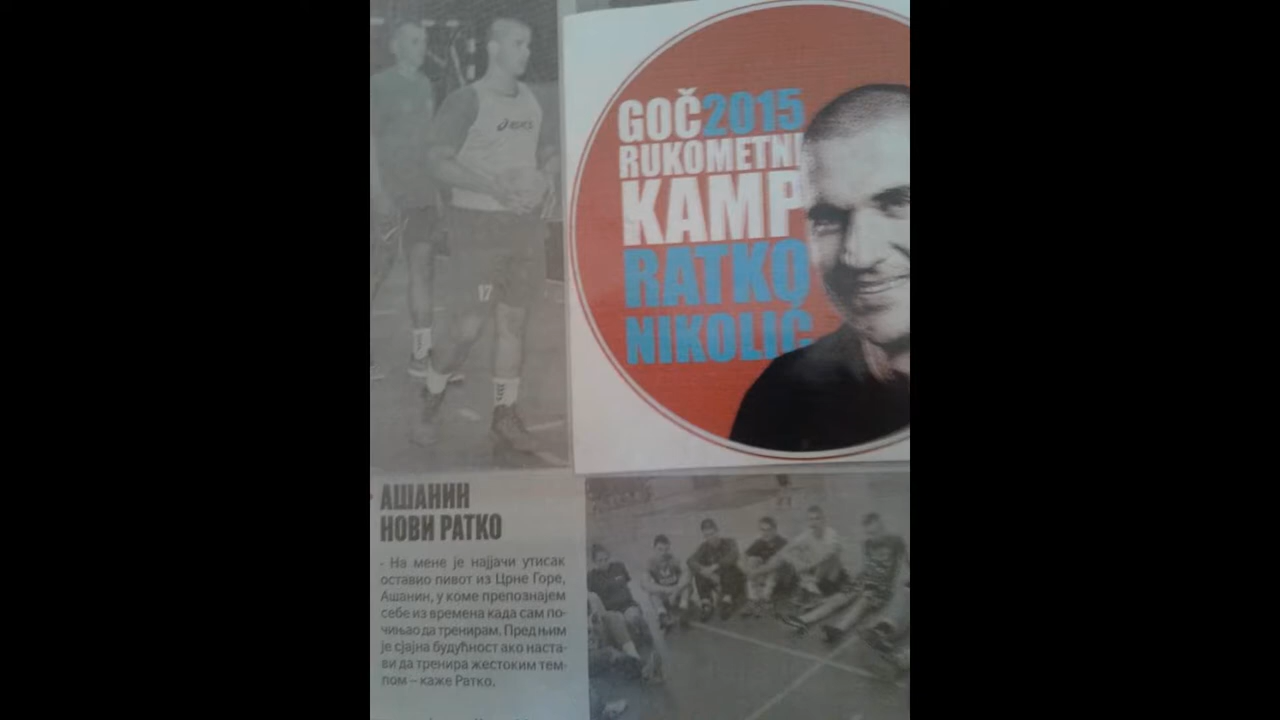 asics
17
GOČ2015
RUKOMETNI
KAMP
RATKO
NIKOLIĆ
АШАНИН
НОВИ РАТКО
- На мене је најјачи утисак
оставио пивот из Црне Горе,
Ашанин, у коме препознајем
себе из времена када сам по-
чињао да тренирам. Пред њим
је сјајна будућност ако наста-
ви да тренира жестоким тем-
пом – каже Ратко.